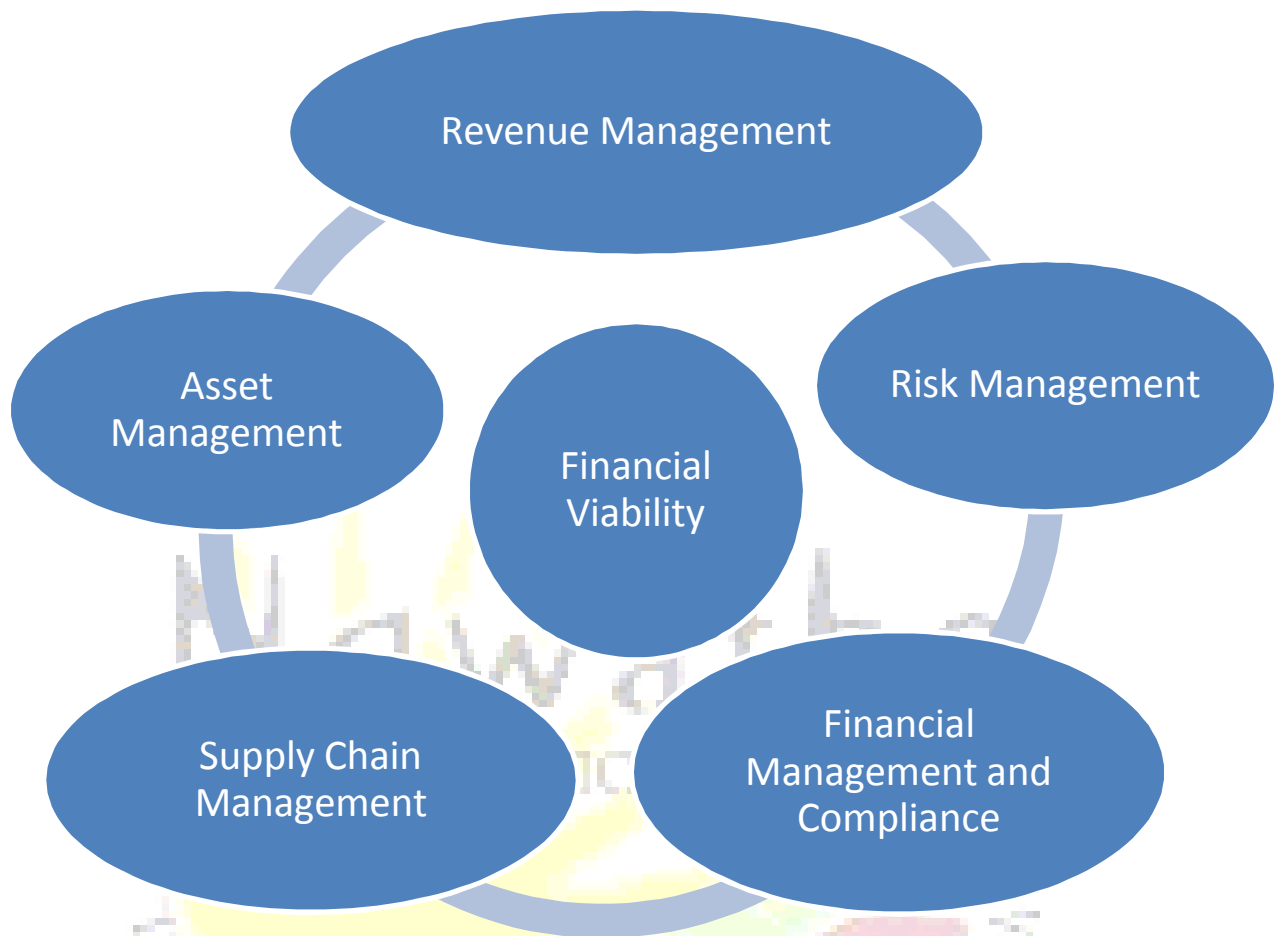 Revenue Management
Risk Management
Asset
Management
Financial
Viability
Financial
Management and
Compliance
Supply Chain
Management